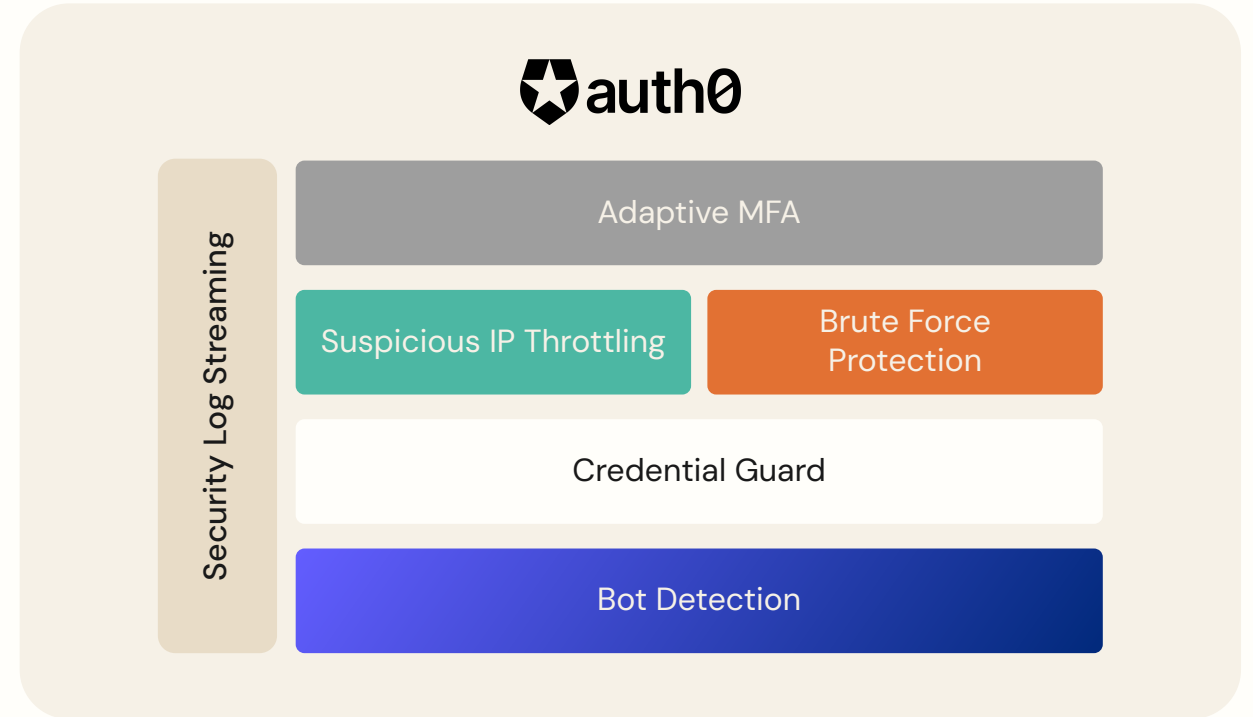 auth0
Security Log Streaming
Adaptive MFA
Suspicious IP Throttling
Brute Force
Protection
Credential Guard
Bot Detection